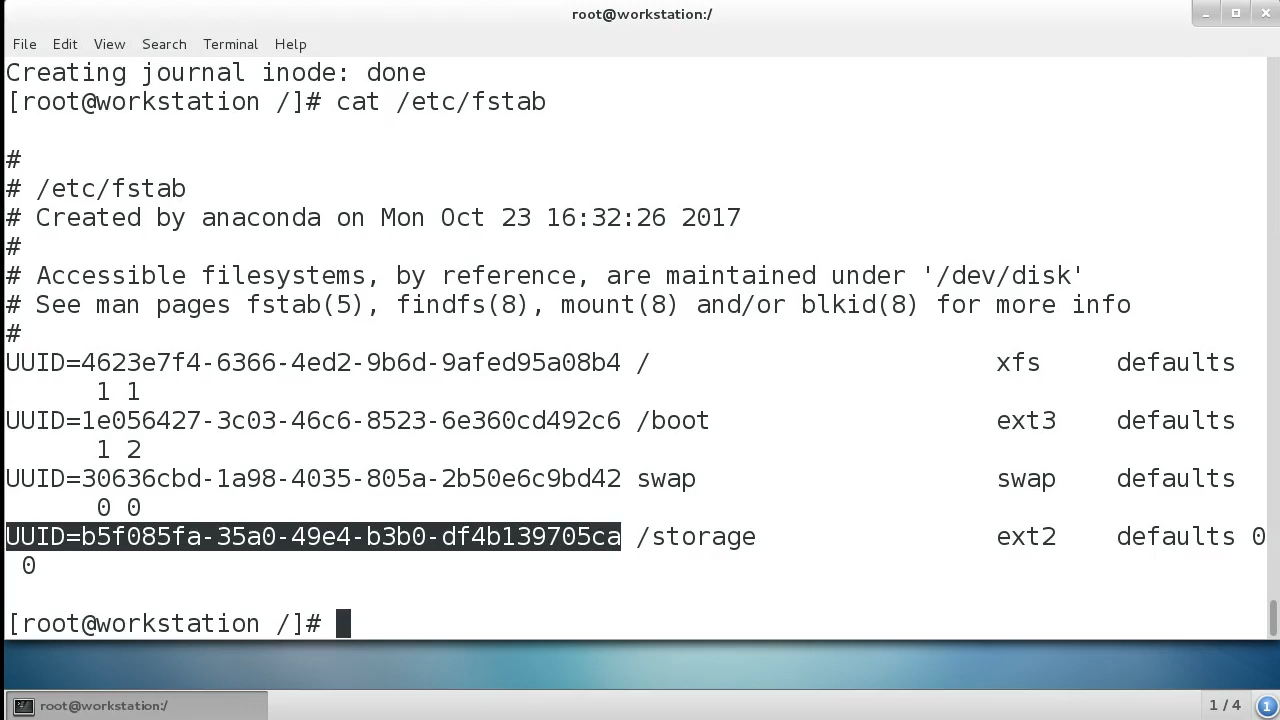 root@workstation:/
File Edit View Search Terminal Help
Creating journal inode: done
[root@workstation /]# cat /etc/fstab
#
# /etc/fstab
# Created by anaconda on Mon Oct 23 16:32:26 2017
#
# Accessible filesystems, by reference, are maintained under '/dev/disk'
# See man pages fstab(5), findfs(8), mount(8) and/or blkid(8) for more info
#
UUID=4623e7f4-6366-4ed2-9b6d-9afed95a08b4 / xfs defaults
1 1
UUID=1e056427-3c03-46c6-8523-6e360cd492c6 /boot ext3 defaults
1 2
UUID=30636cbd-1a98-4035-805a-2b50e6c9bd42 swap swap defaults
0 0
UUID=b5f085fa-35a0-49e4-b3b0-df4b139705ca /storage ext2 defaults 0
0
[root@workstation /]#
root@workstation:/ 1 / 4 1